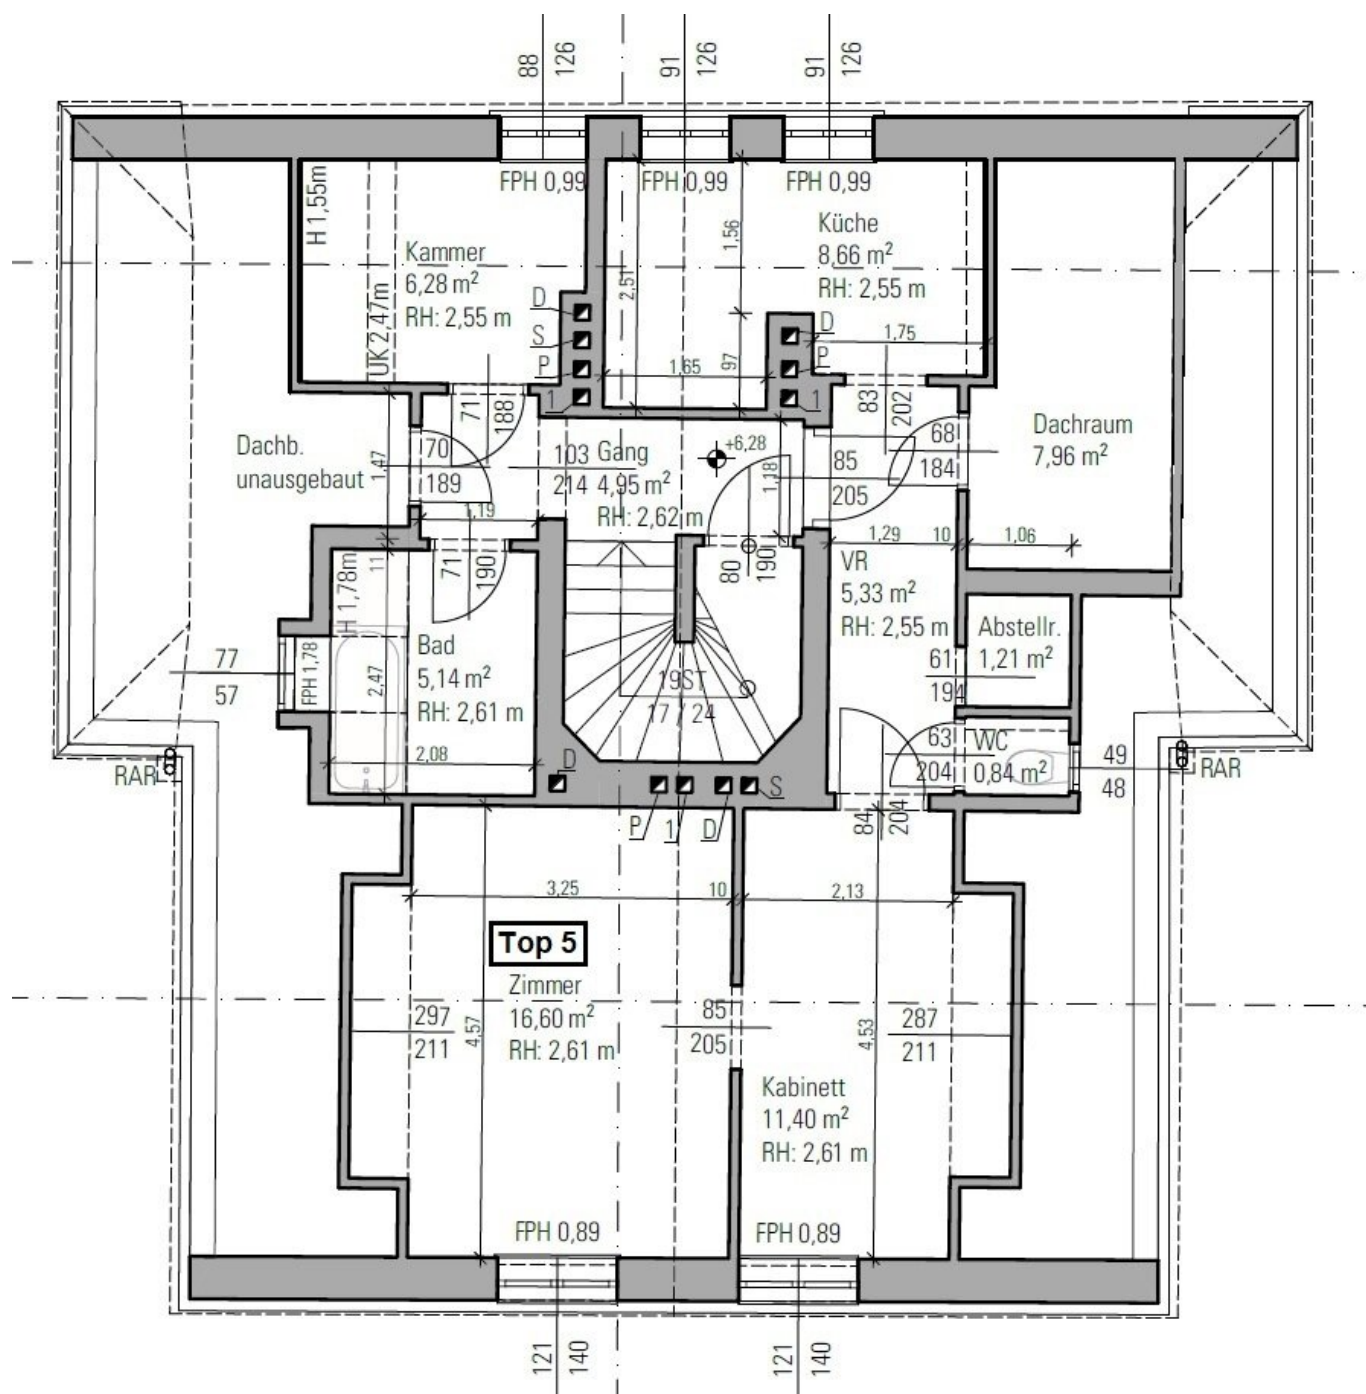 88
126
91
126
91
126
FPH 0,99
FPH 0,99
FPH 0,99
H 1,55m
UK 2,47m
Kammer
6,28 m²
RH: 2,55 m
Küche
8,66 m²
RH: 2,55 m
2,51
1,56
97
1,65
1,75
D
S
P
1
D
P
1
71
188
83
202
Dachb.
unausgebaut
1,47
70
189
1,19
103
214
Gang
4,95 m²
RH: 2,62 m
+6,28
1,18
85
205
68
184
Dachraum
7,96 m²
1,29
10
1,06
80
190
VR
5,33 m²
RH: 2,55 m
Abstellr.
1,21 m²
61
194
71
190
11
H 1,78m
Bad
5,14 m²
RH: 2,61 m
2,47
2,08
FPH 1,78
77
57
19ST
17 / 24
63
204
WC
0,84 m²
49
48
RAR
RAR
D
P
1
D
S
84
204
3,25
10
2,13
Top 5
Zimmer
16,60 m²
RH: 2,61 m
297
211
4,57
85
205
4,53
287
211
Kabinett
11,40 m²
RH: 2,61 m
FPH 0,89
FPH 0,89
121
140
121
140